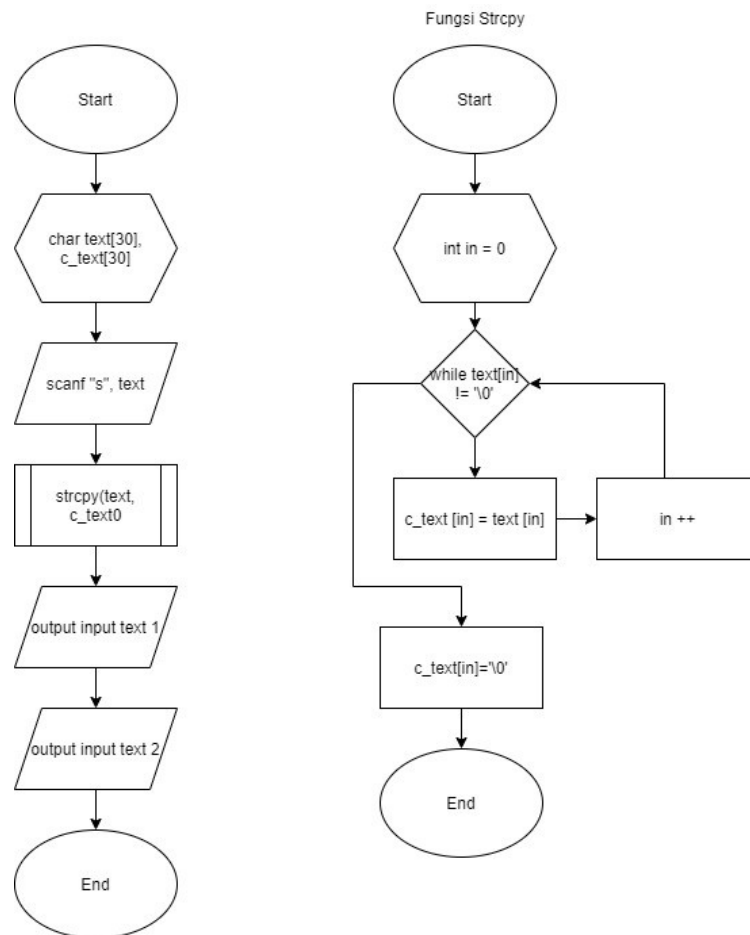 Fungsi Strcpy
Start
char text[30],
c_text[30]
scanf "s", text
strcpy(text,
c_text0
output input text 1
output input text 2
End
Start
int in = 0
while text[in]
!= '\0'
c_text [in] = text [in]
in ++
c_text[in]='\0'
End